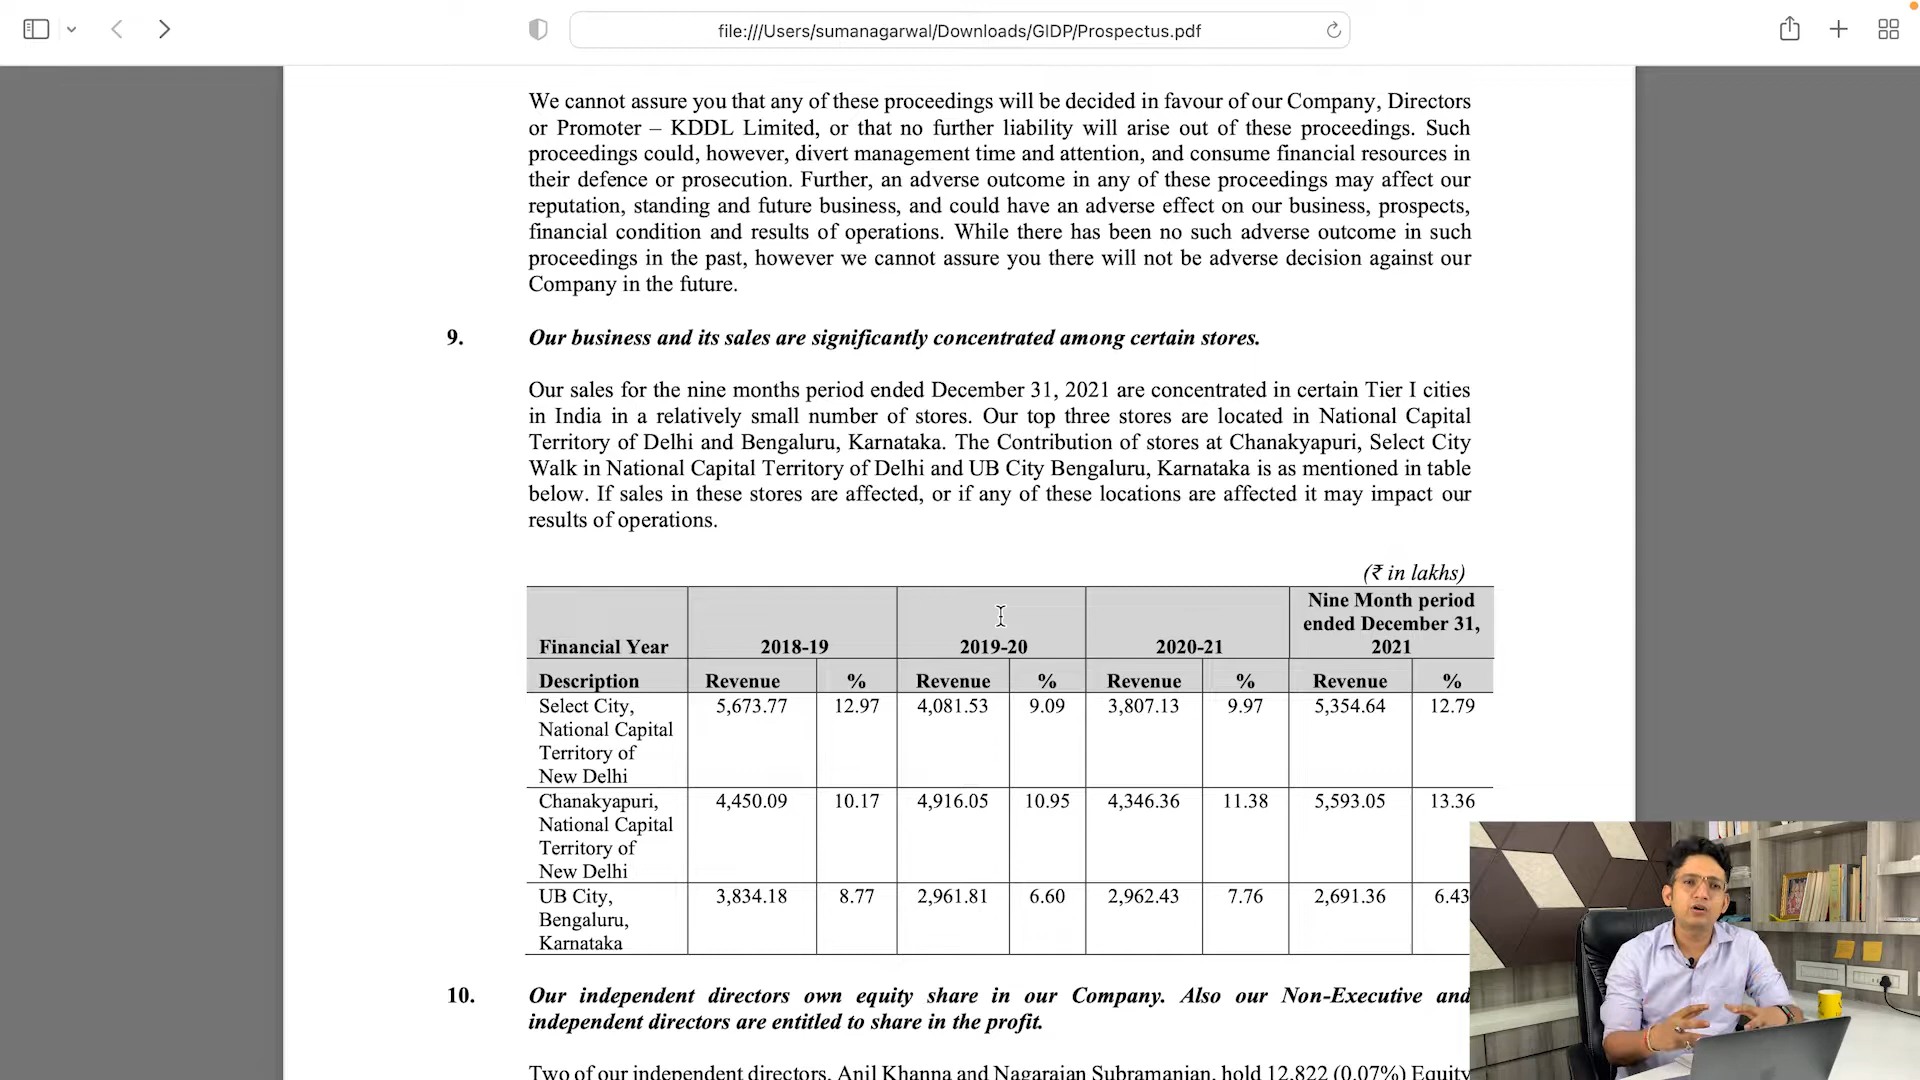 file:///Users/sumanagarwal/Downloads/GIDP/Prospectus.pdf
We cannot assure you that any of these proceedings will be decided in favour of our Company, Directors
or Promoter – KDDL Limited, or that no further liability will arise out of these proceedings. Such
proceedings could, however, divert management time and attention, and consume financial resources in
their defence or prosecution. Further, an adverse outcome in any of these proceedings may affect our
reputation, standing and future business, and could have an adverse effect on our business, prospects,
financial condition and results of operations. While there has been no such adverse outcome in such
proceedings in the past, however we cannot assure you there will not be adverse decision against our
Company in the future.
9. Our business and its sales are significantly concentrated among certain stores.
Our sales for the nine months period ended December 31, 2021 are concentrated in certain Tier I cities
in India in a relatively small number of stores. Our top three stores are located in National Capital
Territory of Delhi and Bengaluru, Karnataka. The Contribution of stores at Chanakyapuri, Select City
Walk in National Capital Territory of Delhi and UB City Bengaluru, Karnataka is as mentioned in table
below. If sales in these stores are affected, or if any of these locations are affected it may impact our
results of operations.
(₹ in lakhs)
Nine Month period
ended December 31,
Financial Year 2018-19 2019-20 2020-21 2021
Description Revenue % Revenue % Revenue % Revenue %
Select City, 5,673.77 12.97 4,081.53 9.09 3,807.13 9.97 5,354.64 12.79
National Capital
Territory of
New Delhi
Chanakyapuri, 4,450.09 10.17 4,916.05 10.95 4,346.36 11.38 5,593.05 13.36
National Capital
Territory of
New Delhi
UB City, 3,834.18 8.77 2,961.81 6.60 2,962.43 7.76 2,691.36 6.43
Bengaluru,
Karnataka
10. Our independent directors own equity share in our Company. Also our Non-Executive and
independent directors are entitled to share in the profit.
Two of our independent directors, Anil Khanna and Nagarajan Subramanian, hold 12,822 (0.07%) Equity